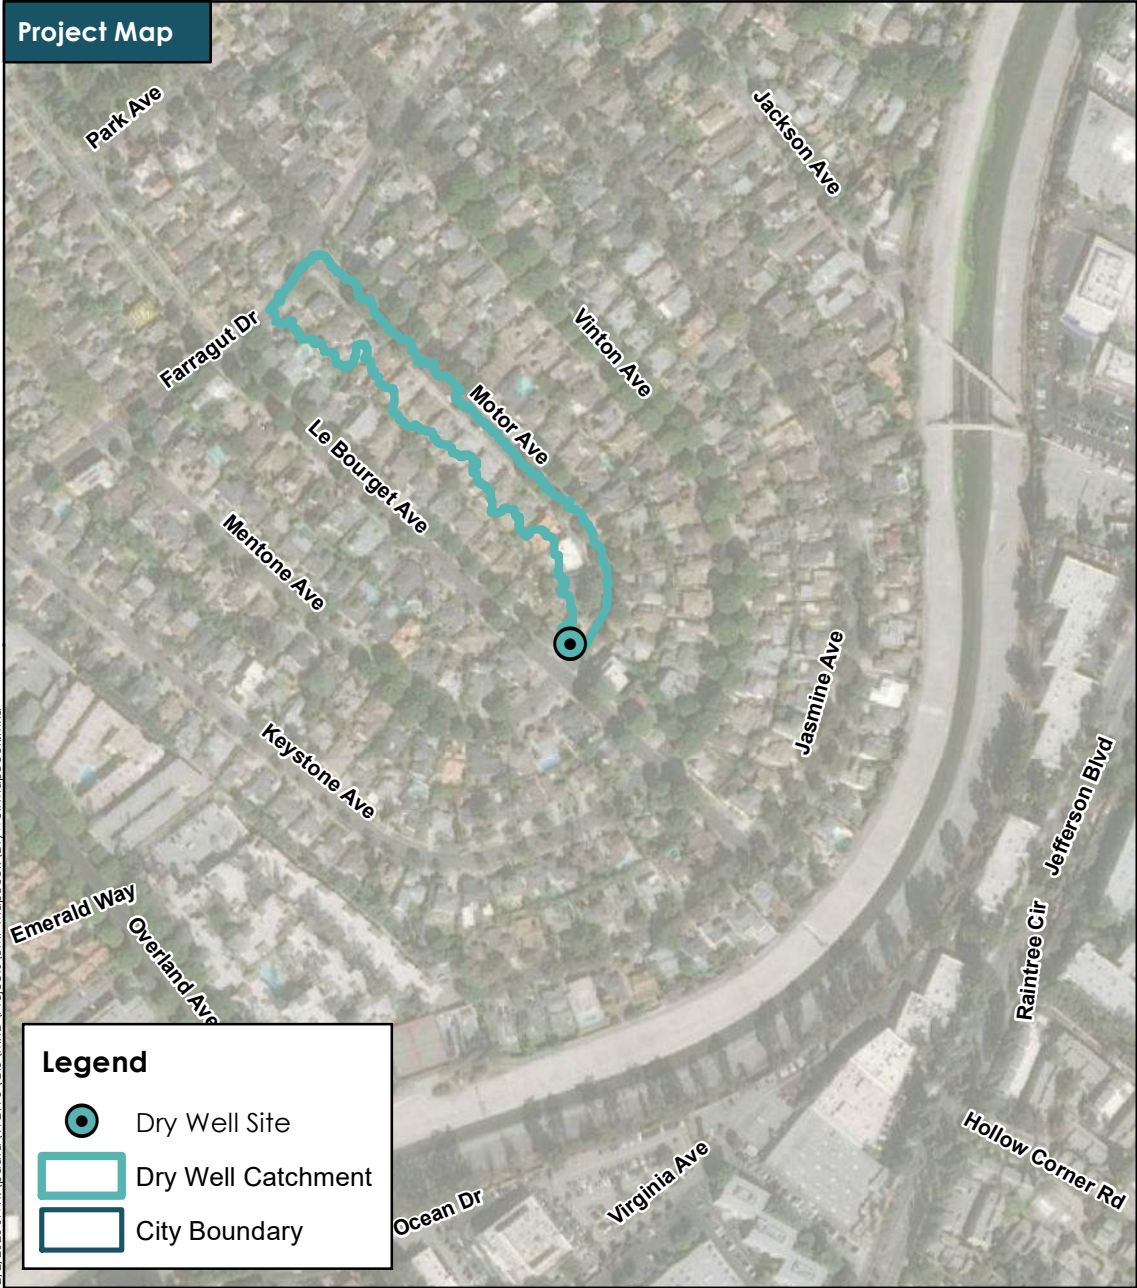 Project Map
Park Ave
Jackson Ave
Farragut Dr
Vinton Ave
Motor Ave
Le Bourget Ave
Mentone Ave
Jasmine Ave
Keystone Ave
Jefferson Blvd
Emerald Way
Overland Ave
Raintree Cir
Legend
Dry Well Site
Dry Well Catchment
City Boundary
Ocean Dr
Virginia Ave
Hollow Corner Rd